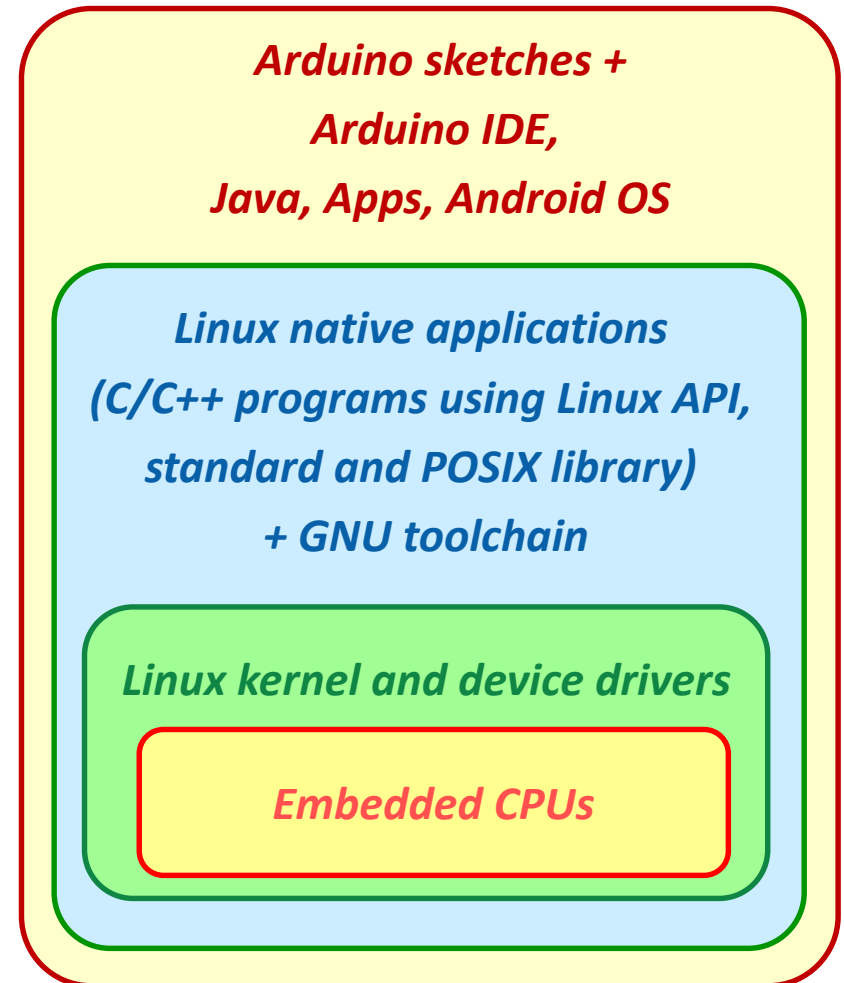 Arduino sketches +
Arduino IDE,
Java, Apps, Android OS
Linux native applications
(C/C++ programs using Linux API,
standard and POSIX library)
+ GNU toolchain
Linux kernel and device drivers
Embedded CPUs